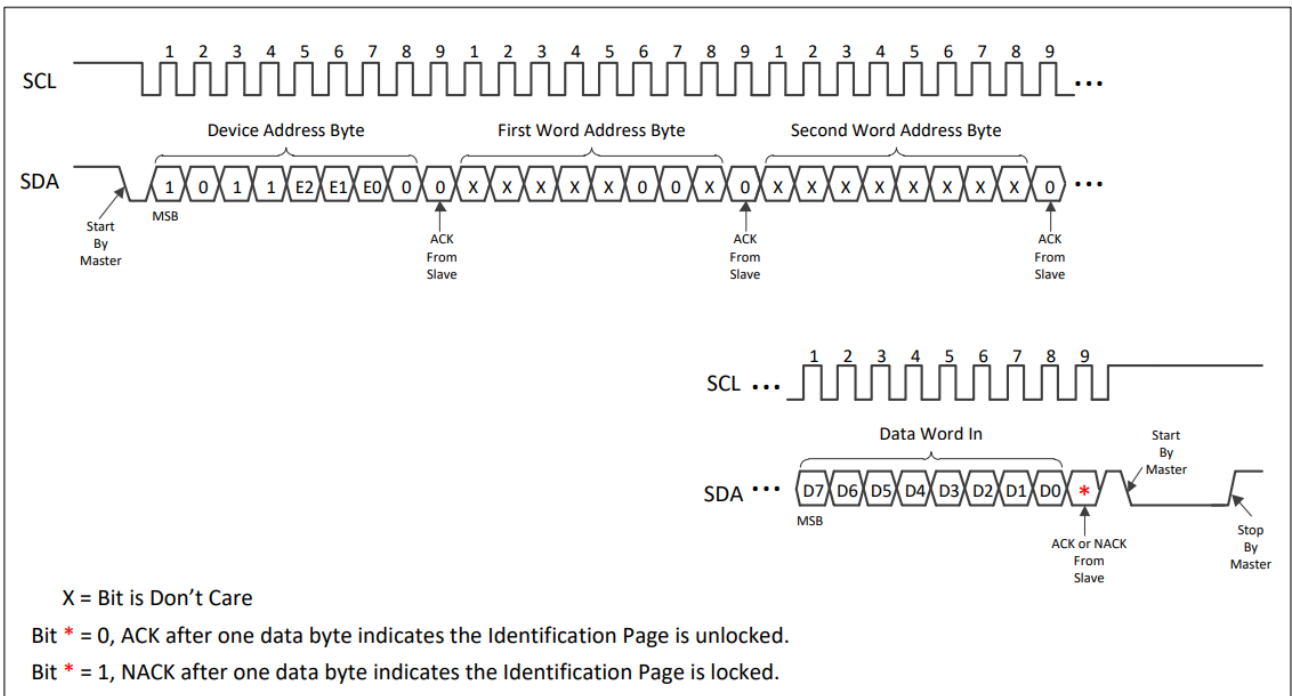 1 2 3 4 5 6 7 8 9 1 2 3 4 5 6 7 8 9 1 2 3 4 5 6 7 8 9
SCL •••
Device Address Byte First Word Address Byte Second Word Address Byte
SDA 1 0 1 1 E2 E1 E0 0 0 X X X X X 0 0 X 0 X X X X X X X X 0 •••
MSB
Start
By
Master
ACK
From
Slave
ACK
From
Slave
ACK
From
Slave
1 2 3 4 5 6 7 8 9
SCL •••
Data Word In
Start
By
Master
SDA ••• D7 D6 D5 D4 D3 D2 D1 D0 *
MSB
ACK or NACK
From
Slave
Stop
By
Master
X = Bit is Don’t Care
Bit * = 0, ACK after one data byte indicates the Identification Page is unlocked.
Bit * = 1, NACK after one data byte indicates the Identification Page is locked.